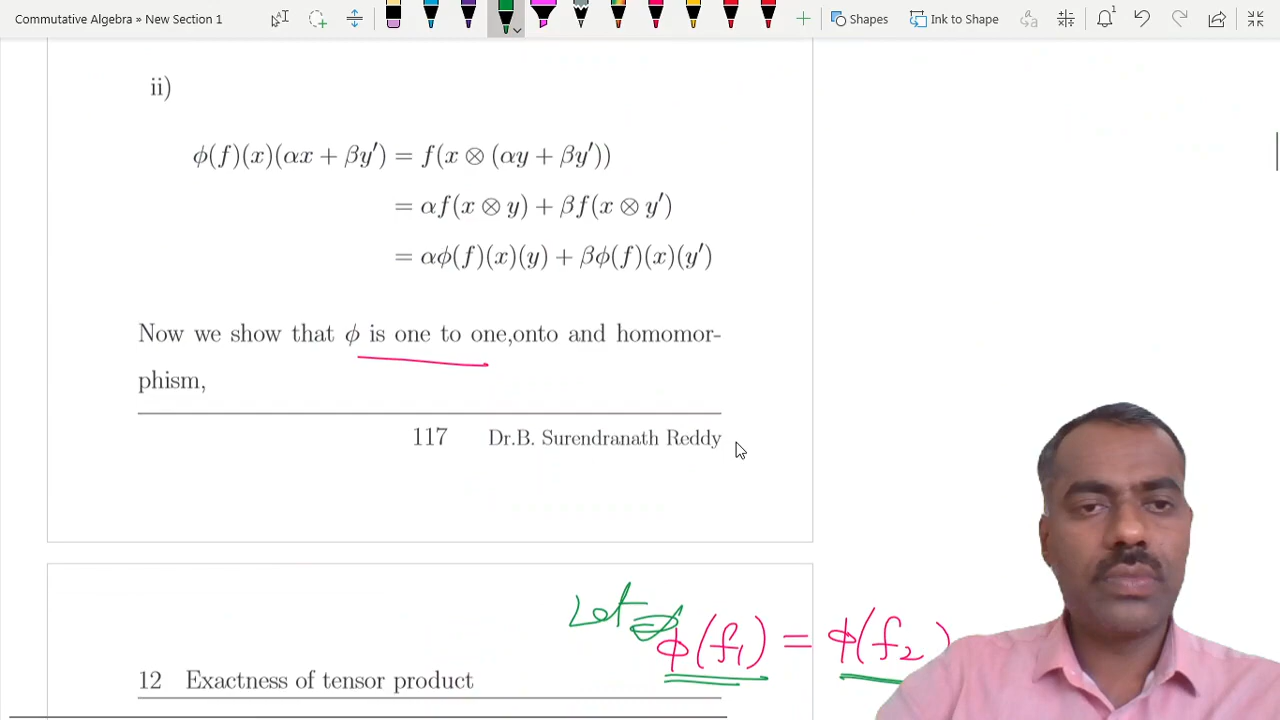 Commutative Algebra » New Section 1
Shapes
Ink to Shape
ii)
ϕ(f)(x)(αx + βy′) = f(x ⊗ (αy + βy′))
= αf(x ⊗ y) + βf(x ⊗ y′)
= αϕ(f)(x)(y) + βϕ(f)(x)(y′)
Now we show that ϕ is one to one,onto and homomor-
phism,
117 Dr.B. Surendranath Reddy
Let ϕ(f₁) = ϕ(f₂)
12 Exactness of tensor product